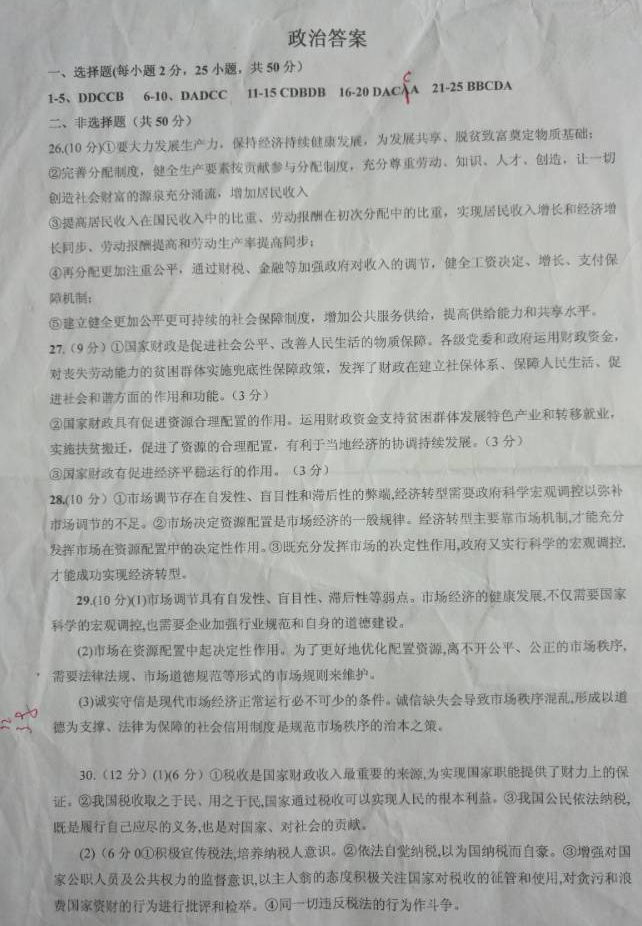 政治答案
一、选择题(每小题 2 分，25 小题，共 50 分）
1-5、DDCCB 6-10、DADCC 11-15 CDBDB 16-20 DACAA 21-25 BBCDA
C
二、非选择题（共 50 分）
26.(10 分)①要大力发展生产力，保持经济持续健康发展，为发展共享、脱贫致富奠定物质基础；
②完善分配制度，健全生产要素按贡献参与分配制度，充分尊重劳动、知识、人才、创造，让一切
创造社会财富的源泉充分涌流，增加居民收入
③提高居民收入在国民收入中的比重、劳动报酬在初次分配中的比重，实现居民收入增长和经济增
长同步、劳动报酬提高和劳动生产率提高同步；
④再分配更加注重公平，通过财税、金融等加强政府对收入的调节，健全工资决定、增长、支付保
障机制；
⑤建立健全更加公平更可持续的社会保障制度，增加公共服务供给，提高供给能力和共享水平。
27.（9 分）①国家财政是促进社会公平、改善人民生活的物质保障。各级党委和政府运用财政资金，
对丧失劳动能力的贫困群体实施兜底性保障政策，发挥了财政在建立社保体系、保障人民生活、促
进社会和谐方面的作用和功能。（3 分）
②国家财政具有促进资源合理配置的作用。运用财政资金支持贫困群体发展特色产业和转移就业，
实施扶贫搬迁，促进了资源的合理配置，有利于当地经济的协调持续发展。（3 分）
③国家财政有促进经济平稳运行的作用。（3 分）
28.(10 分）①市场调节存在自发性、盲目性和滞后性的弊端,经济转型需要政府科学宏观调控以弥补
市场调节的不足。②市场决定资源配置是市场经济的一般规律。经济转型主要靠市场机制,才能充分
发挥市场在资源配置中的决定性作用。③既充分发挥市场的决定性作用,政府又实行科学的宏观调控,
才能成功实现经济转型。
29.(10 分)(1)市场调节具有自发性、盲目性、滞后性等弱点。市场经济的健康发展,不仅需要国家
科学的宏观调控,也需要企业加强行业规范和自身的道德建设。
(2)市场在资源配置中起决定性作用。为了更好地优化配置资源,离不开公平、公正的市场秩序,
需要法律法规、市场道德规范等形式的市场规则来维护。
(3)诚实守信是现代市场经济正常运行必不可少的条件。诚信缺失会导致市场秩序混乱,形成以道
德为支撑、法律为保障的社会信用制度是规范市场秩序的治本之策。
30.（12 分）(1)(6 分）①税收是国家财政收入最重要的来源,为实现国家职能提供了财力上的保
证。②我国税收取之于民、用之于民,国家通过税收可以实现人民的根本利益。③我国公民依法纳税,
既是履行自己应尽的义务,也是对国家、对社会的贡献。
(2)（6 分 0①积极宣传税法,培养纳税人意识。②依法自觉纳税,以为国纳税而自豪。③增强对国
家公职人员及公共权力的监督意识,以主人翁的态度积极关注国家对税收的征管和使用,对贪污和浪
费国家资财的行为进行批评和检举。④同一切违反税法的行为作斗争。